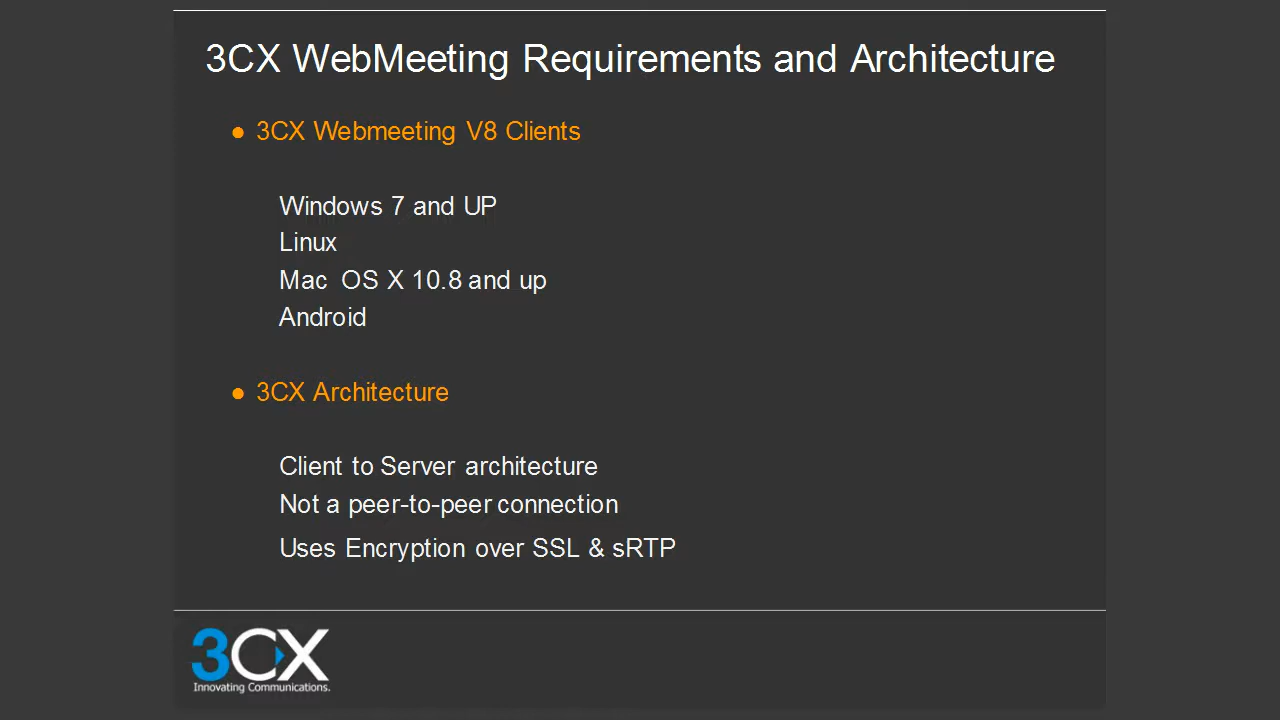 3CX WebMeeting Requirements and Architecture
● 3CX Webmeeting V8 Clients
Windows 7 and UP
Linux
Mac OS X 10.8 and up
Android
● 3CX Architecture
Client to Server architecture
Not a peer-to-peer connection
Uses Encryption over SSL & sRTP
3CX
Innovating Communications.